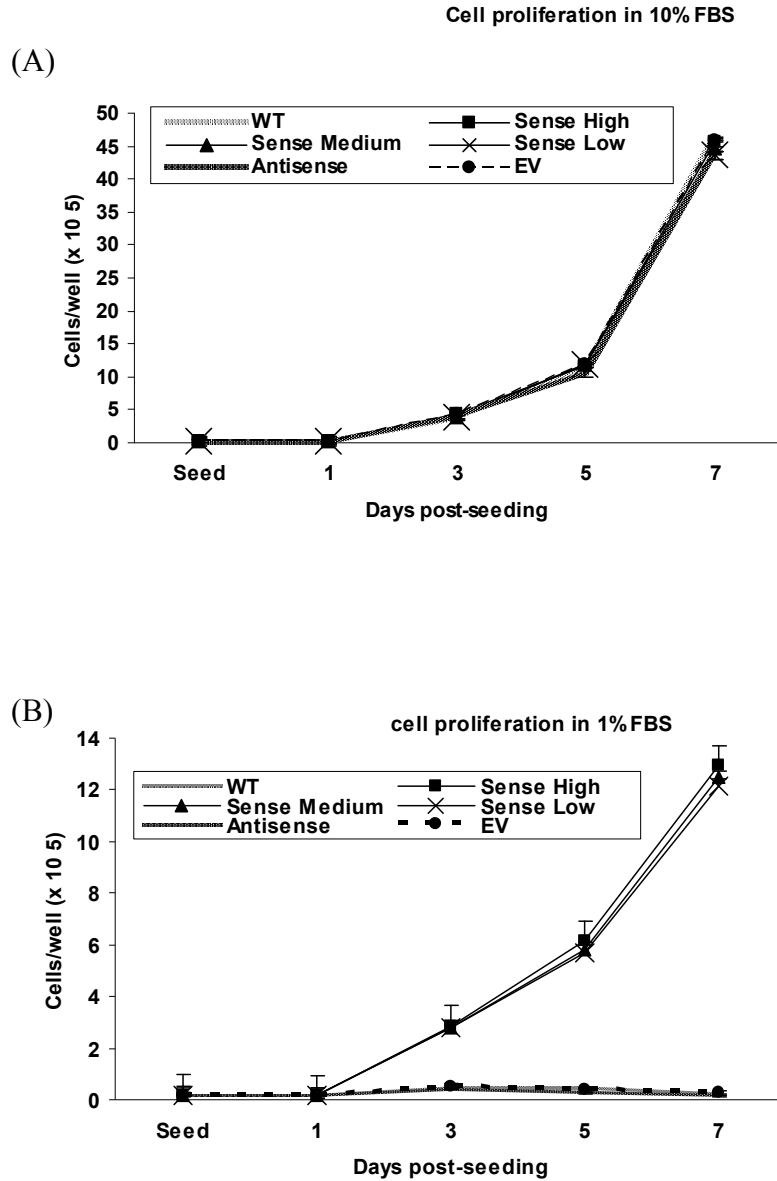 Cell proliferation in 10% FBS
(A)
50
45
40
35
30
25
20
15
10
5
0
Cells/well (x 10 5)
WT Sense High
Sense Medium Sense Low
Antisense EV
Seed 1 3 5 7
Days post-seeding
(B)
cell proliferation in 1% FBS
14
12
10
8
6
4
2
0
Cells/well (x 10 5)
WT Sense High
Sense Medium Sense Low
Antisense EV
Seed 1 3 5 7
Days post-seeding